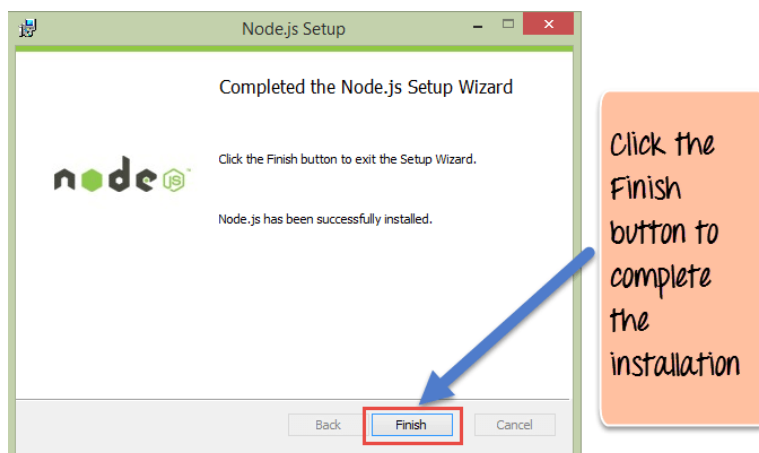 Node.js Setup
Completed the Node.js Setup Wizard
Click the Finish button to exit the Setup Wizard.
node
JS
Node.js has been successfully installed.
Back
Finish
Cancel
Click the
Finish
button to
complete
the
installation